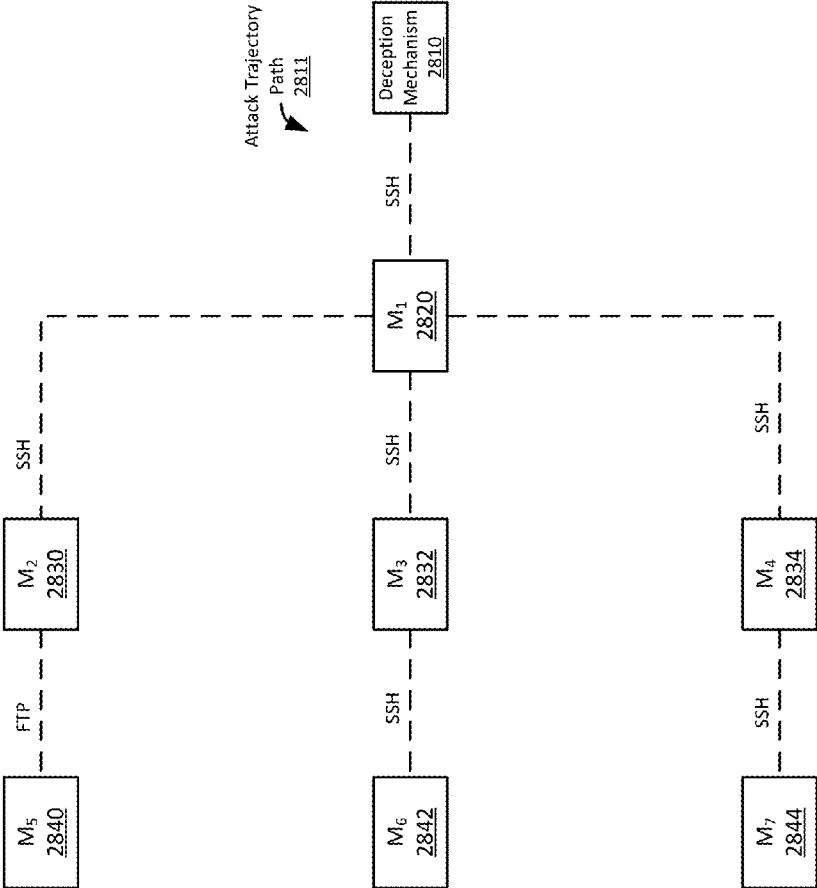 M7
2844
M6
2842
M5
2840
SSH
SSH
FTP
M4
2834
M3
2832
M2
2830
SSH
SSH
SSH
M1
2820
SSH
Attack Trajectory
Path
2811
Deception
Mechanism
2810